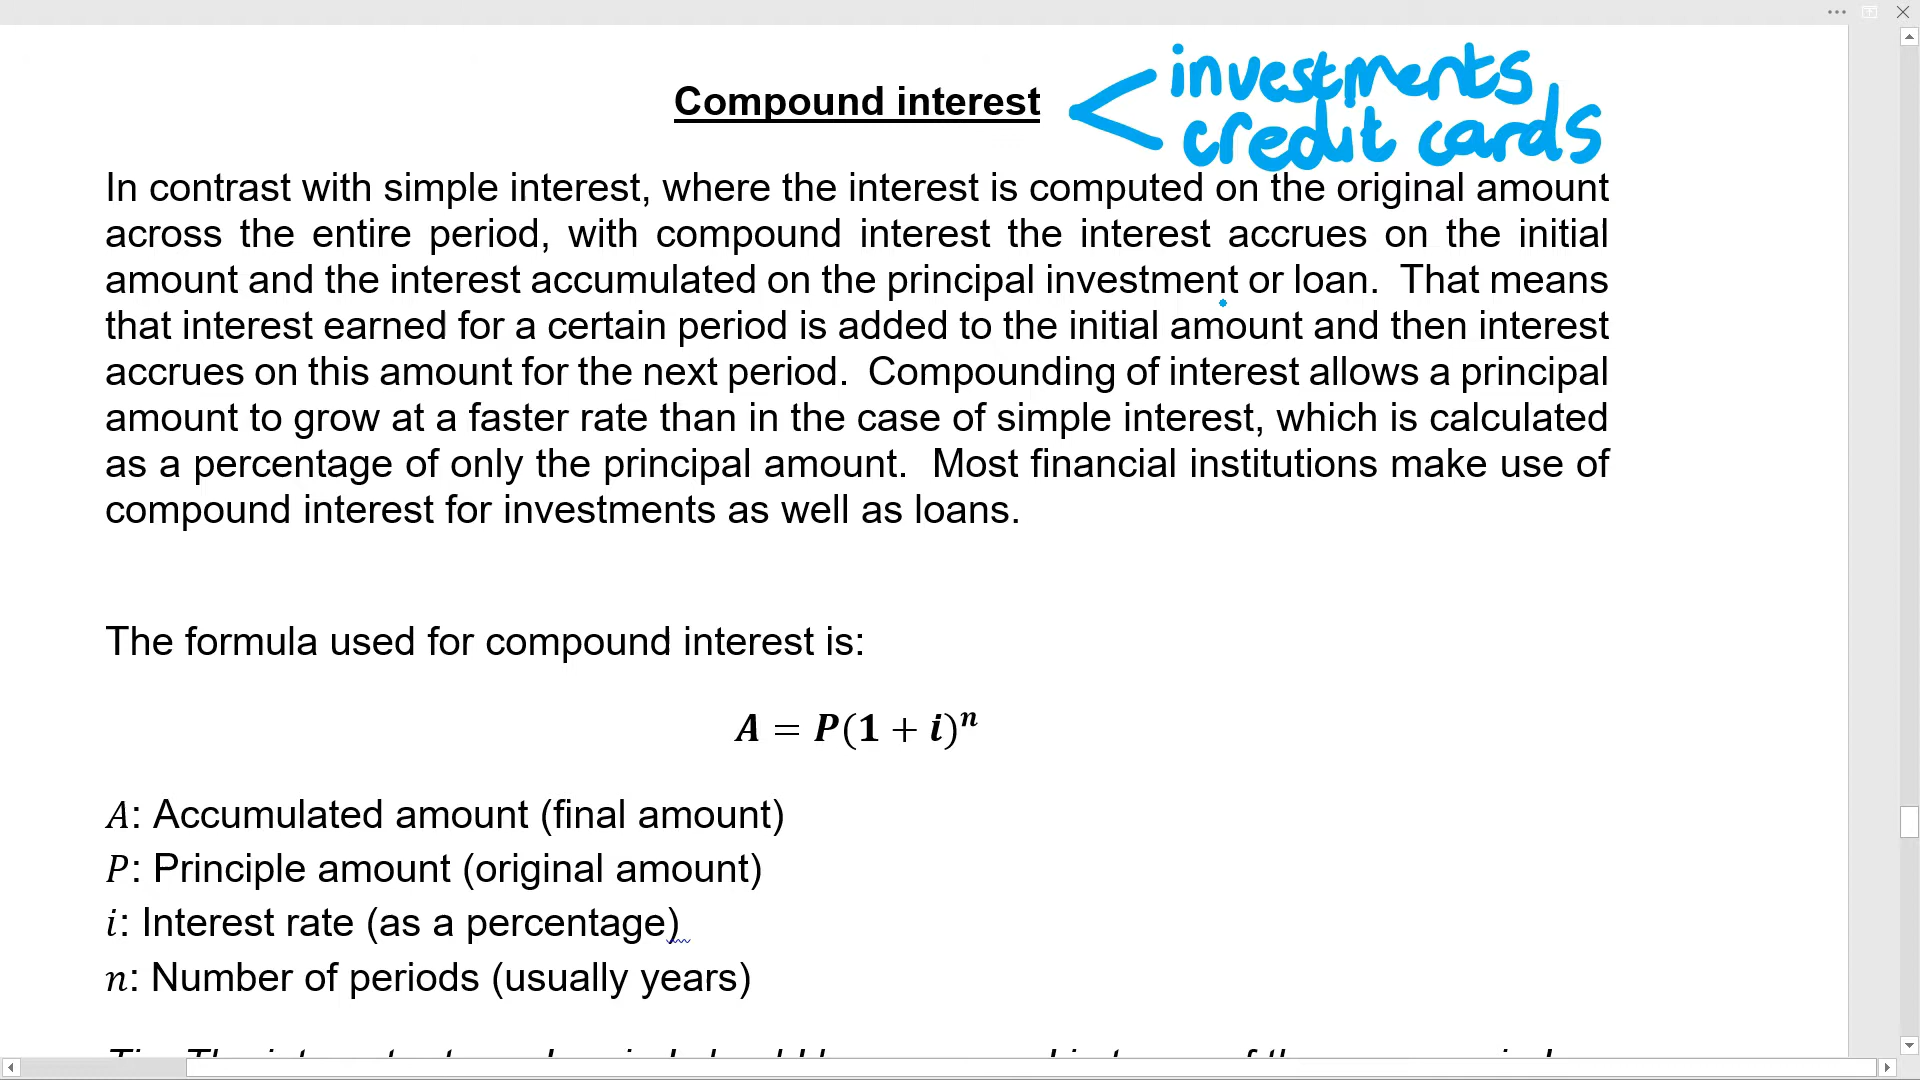 Compound interest
investments
credit cards
In contrast with simple interest, where the interest is computed on the original amount
across the entire period, with compound interest the interest accrues on the initial
amount and the interest accumulated on the principal investment or loan.  That means
that interest earned for a certain period is added to the initial amount and then interest
accrues on this amount for the next period.  Compounding of interest allows a principal
amount to grow at a faster rate than in the case of simple interest, which is calculated
as a percentage of only the principal amount.  Most financial institutions make use of
compound interest for investments as well as loans.
The formula used for compound interest is:
A = P(1 + i)ⁿ
A: Accumulated amount (final amount)
P: Principle amount (original amount)
i: Interest rate (as a percentage)
n: Number of periods (usually years)